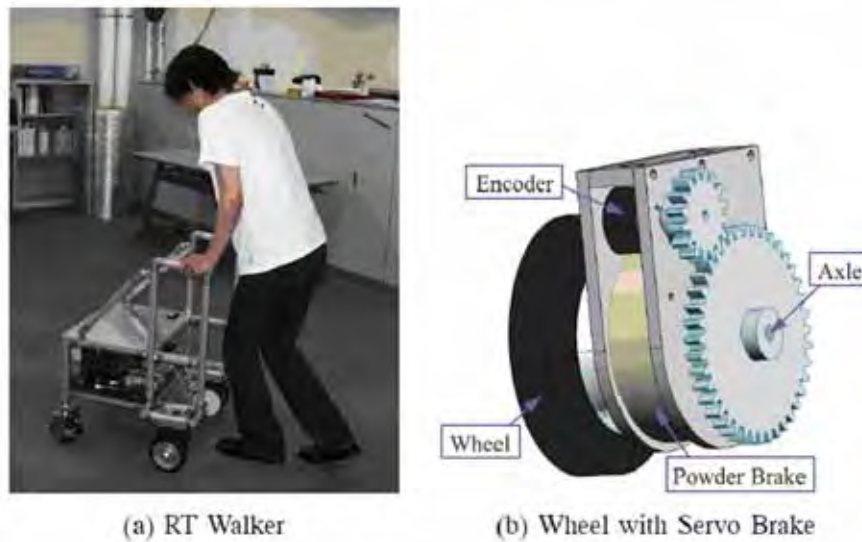 Encoder
Axle
Wheel
Powder Brake
(a) RT Walker
(b) Wheel with Servo Brake